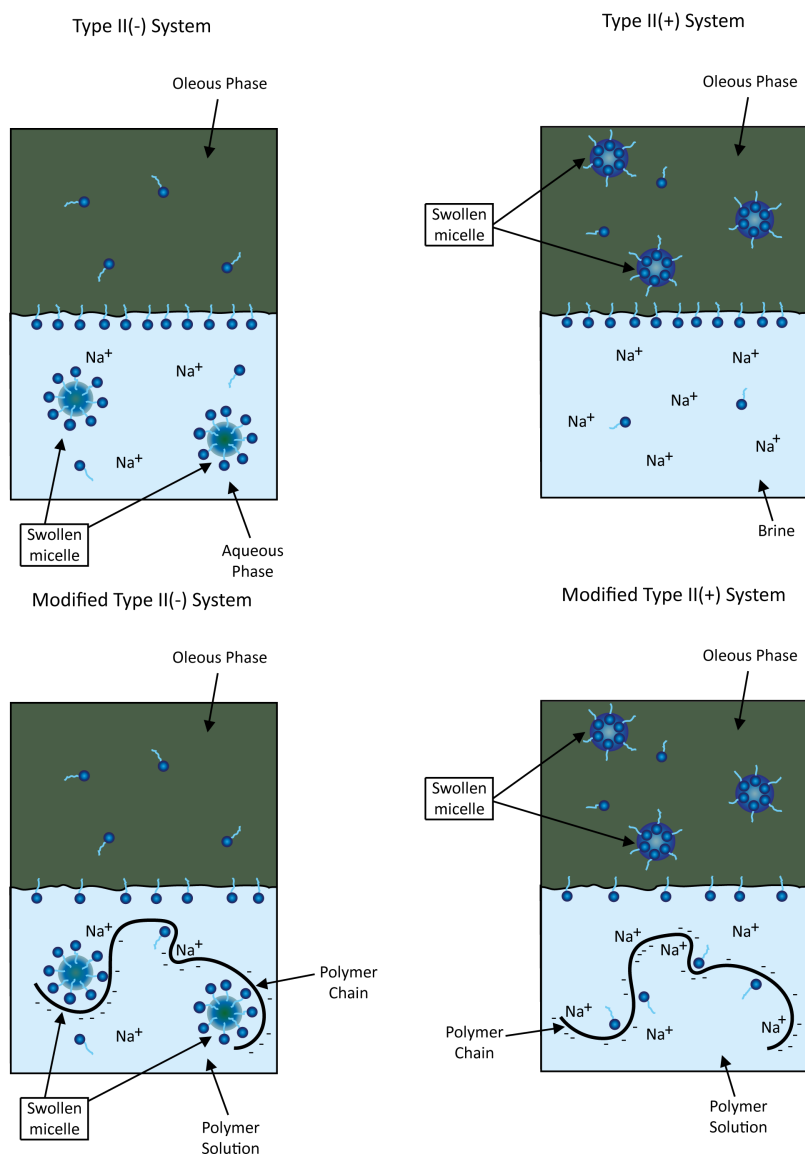 Type II(-) System
Oleous Phase
Na⁺
Na⁺
Na⁺
Swollen
micelle
Aqueous
Phase
Type II(+) System
Oleous Phase
Swollen
micelle
Na⁺
Na⁺
Na⁺
Na⁺
Na⁺
Na⁺
Brine
Modified Type II(-) System
Oleous Phase
Na⁺
Na⁺
Polymer
Chain
Na⁺
Swollen
micelle
Polymer
Solution
Modified Type II(+) System
Oleous Phase
Swollen
micelle
Na⁺
Na⁺
Na⁺
Na⁺
Na⁺
Na⁺
Polymer
Chain
Polymer
Solution